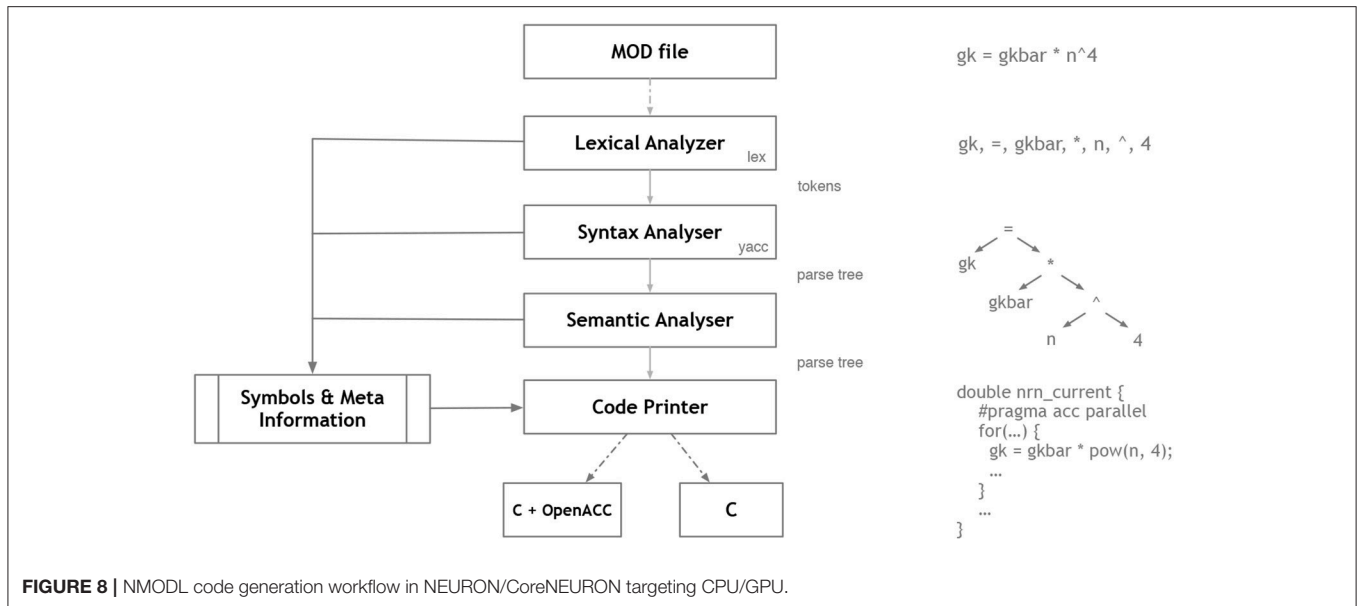 MOD file
gk = gkbar * n^4
Lexical Analyzer
lex
gk, =, gkbar, *, n, ^, 4
tokens
Syntax Analyser
yacc
=
gk
*
parse tree
gkbar
^
Semantic Analyser
n
4
parse tree
Symbols & Meta
Information
Code Printer
double nrn_current {
#pragma acc parallel
for(...) {
gk = gkbar * pow(n, 4);
...
}
...
}
C + OpenACC
C
FIGURE 8 | NMODL code generation workflow in NEURON/CoreNEURON targeting CPU/GPU.